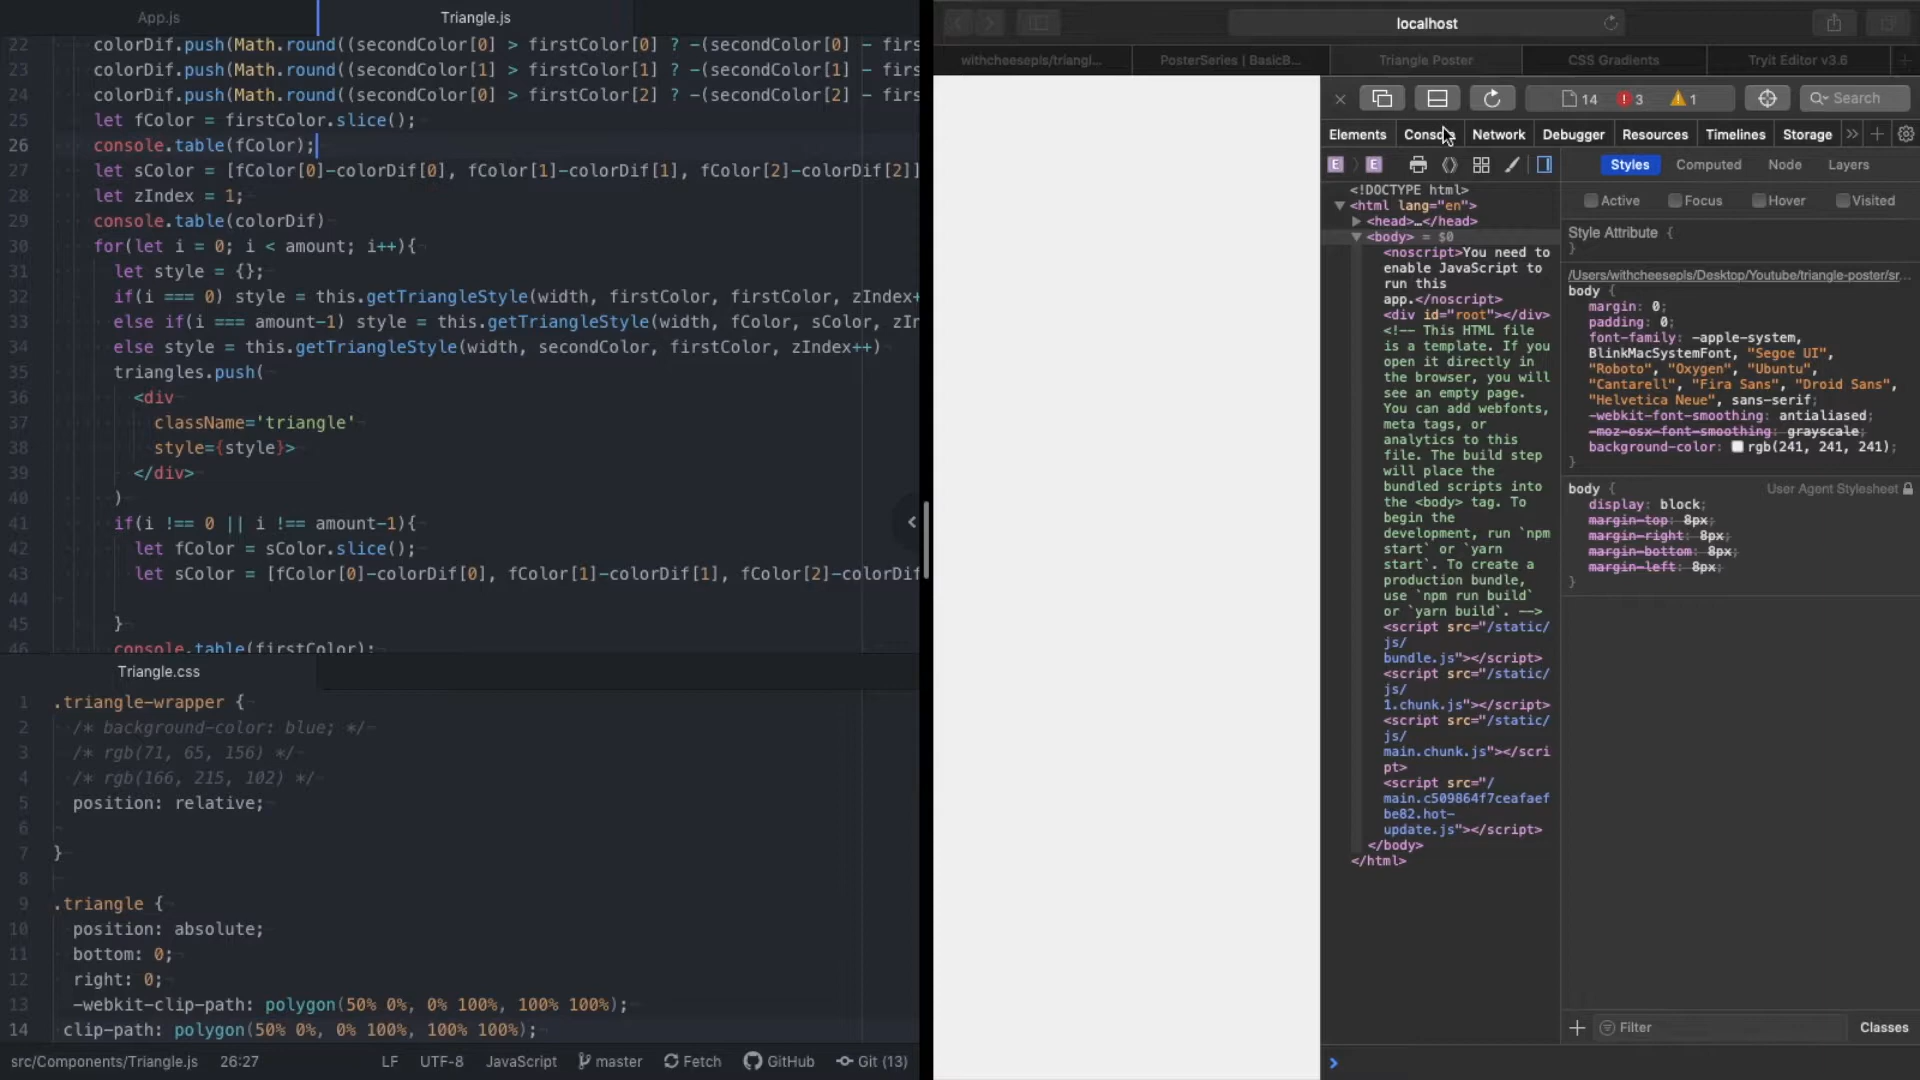 App.js
Triangle.js
22 colorDif.push(Math.round((secondColor[0] > firstColor[0] ? -(secondColor[0] - firs
23 colorDif.push(Math.round((secondColor[1] > firstColor[1] ? -(secondColor[1] - firs
24 colorDif.push(Math.round((secondColor[0] > firstColor[2] ? -(secondColor[2] - firs
25 let fColor = firstColor.slice();
26 console.table(fColor);
27 let sColor = [fColor[0]-colorDif[0], fColor[1]-colorDif[1], fColor[2]-colorDif[2]]
28 let zIndex = 1;
29 console.table(colorDif)
30 for(let i = 0; i < amount; i++){
31 let style = {};
32 if(i === 0) style = this.getTriangleStyle(width, firstColor, firstColor, zIndex+
33 else if(i === amount-1) style = this.getTriangleStyle(width, fColor, sColor, zIn
34 else style = this.getTriangleStyle(width, secondColor, firstColor, zIndex++)
35 triangles.push(
36 <div
37 className='triangle'
38 style={style}>
39 </div>
40 )
41 if(i !== 0 || i !== amount-1){
42 let fColor = sColor.slice();
43 let sColor = [fColor[0]-colorDif[0], fColor[1]-colorDif[1], fColor[2]-colorDif
44
45 }
46 console.table(firstColor);
Triangle.css
1 .triangle-wrapper {
2 /* background-color: blue; */
3 /* rgb(71, 65, 156) */
4 /* rgb(166, 215, 102) */
5 position: relative;
6
7 }
8
9 .triangle {
10 position: absolute;
11 bottom: 0;
12 right: 0;
13 -webkit-clip-path: polygon(50% 0%, 0% 100%, 100% 100%);
14 clip-path: polygon(50% 0%, 0% 100%, 100% 100%);
src/Components/Triangle.js 26:27 LF UTF-8 JavaScript master Fetch GitHub Git (13)
localhost
withcheesepls/triangl... PosterSeries | BasicB... Triangle Poster CSS Gradients Tryit Editor v3.6
14 3 1 Search
Elements Console Network Debugger Resources Timelines Storage
E E
<!DOCTYPE html>
<html lang="en">
<head>…</head>
<body> = $0
<noscript>You need to
enable JavaScript to
run this
app.</noscript>
<div id="root"></div>
<!-- This HTML file
is a template. If you
open it directly in
the browser, you will
see an empty page.
You can add webfonts,
meta tags, or
analytics to this
file. The build step
will place the
bundled scripts into
the <body> tag. To
begin the
development, run `npm
start` or `yarn
start`. To create a
production bundle,
use `npm run build`
or `yarn build`. -->
<script src="/static/
js/
bundle.js"></script>
<script src="/static/
js/
1.chunk.js"></script>
<script src="/static/
js/
main.chunk.js"></scri
pt>
<script src="/
main.c509864f7ceafaef
be82.hot-
update.js"></script>
</body>
</html>
Styles Computed Node Layers
Active Focus Hover Visited
Style Attribute {
}
/Users/withcheesepls/Desktop/Youtube/triangle-poster/sr...
body {
margin: 0;
padding: 0;
font-family: -apple-system,
BlinkMacSystemFont, "Segoe UI",
"Roboto", "Oxygen", "Ubuntu",
"Cantarell", "Fira Sans", "Droid Sans",
"Helvetica Neue", sans-serif;
-webkit-font-smoothing: antialiased;
-moz-osx-font-smoothing: grayscale;
background-color: rgb(241, 241, 241);
}
body { User Agent Stylesheet
display: block;
margin-top: 8px;
margin-right: 8px;
margin-bottom: 8px;
margin-left: 8px;
}
Filter Classes